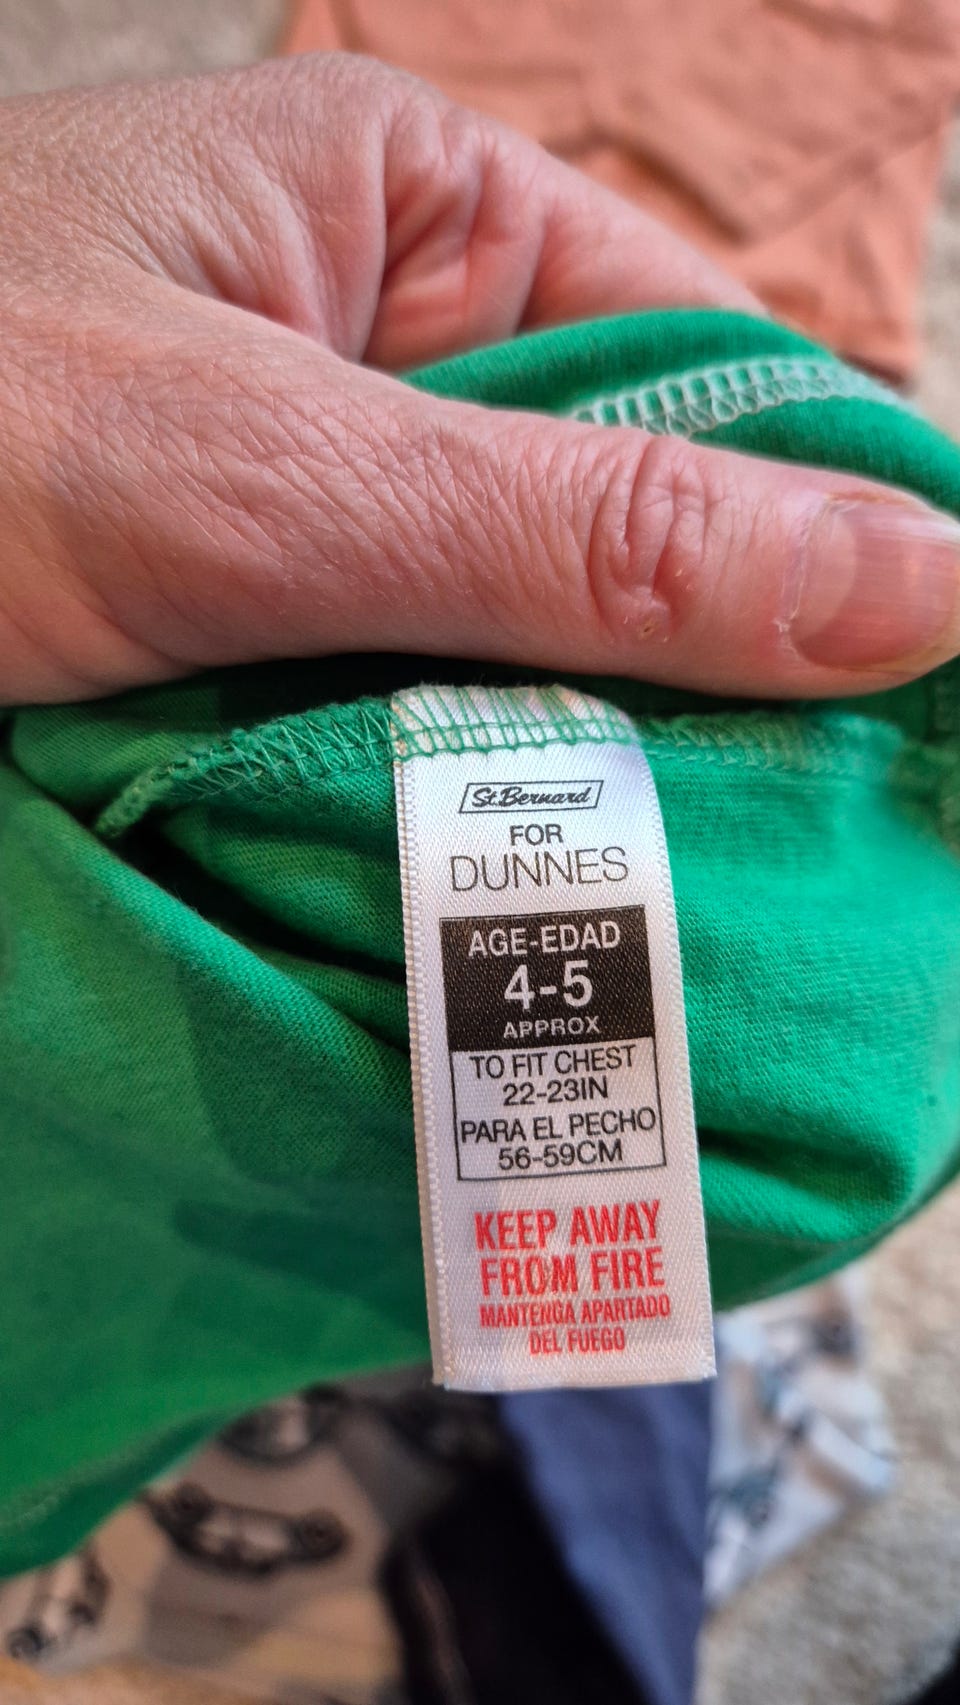 St.Bernard
FOR
DUNNES
AGE-EDAD
4-5
APPROX
TO FIT CHEST
22-23IN
PARA EL PECHO
56-59CM
KEEP AWAY
FROM FIRE
MANTENGA APARTADO
DEL FUEGO